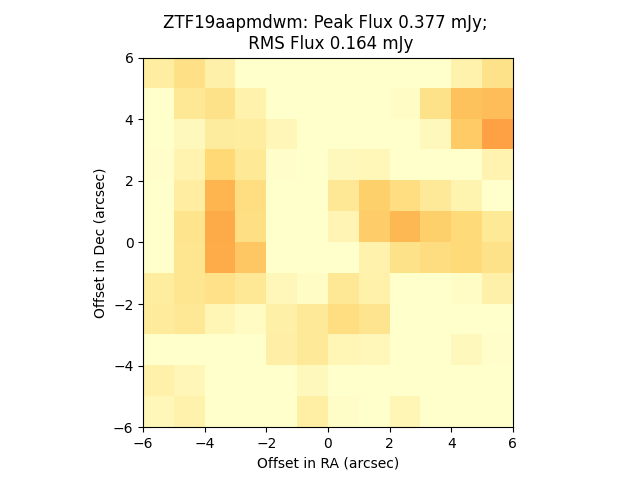 ZTF19aapmdwm: Peak Flux 0.377 mJy;
RMS Flux 0.164 mJy
6
4
2
0
−2
−4
−6
Offset in Dec (arcsec)
−6 −4 −2 0 2 4 6
Offset in RA (arcsec)